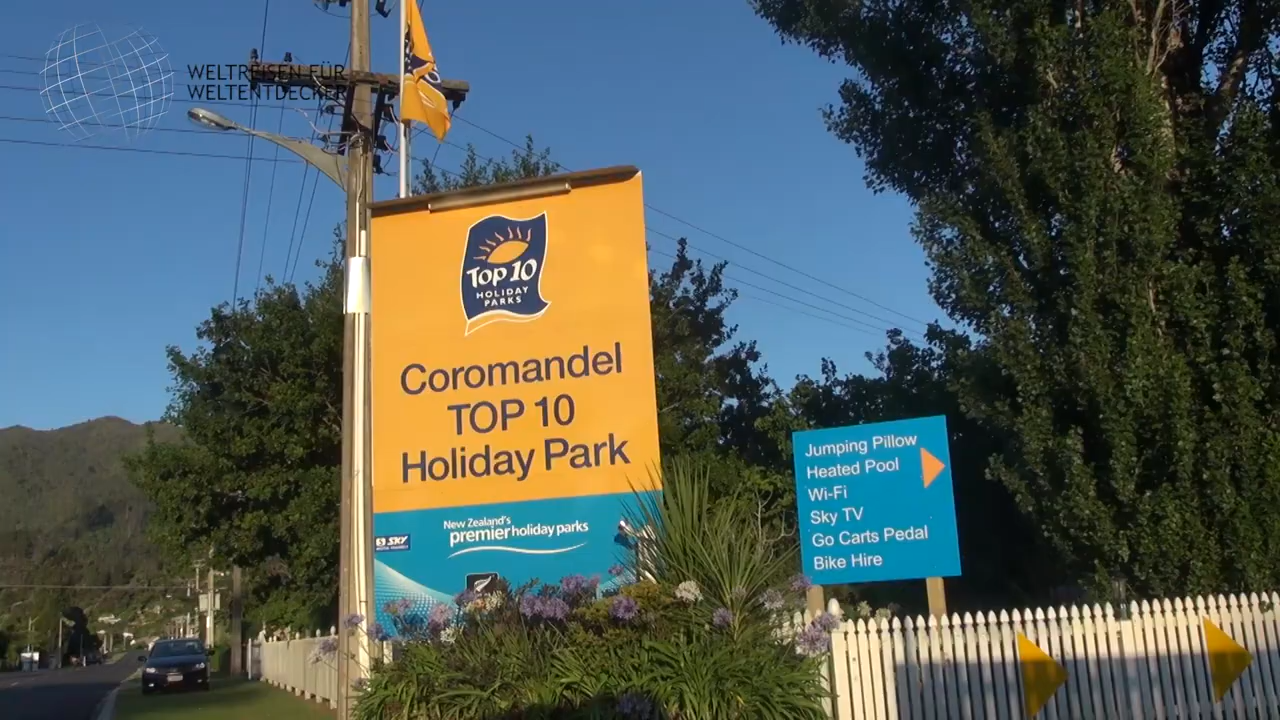 WELTREISEN FÜR
WELTENTDECKER
Top 10
HOLIDAY
PARKS
Coromandel
TOP 10
Holiday Park
New Zealand's
premier holiday parks
SKY
Jumping Pillow
Heated Pool
Wi-Fi
Sky TV
Go Carts Pedal
Bike Hire